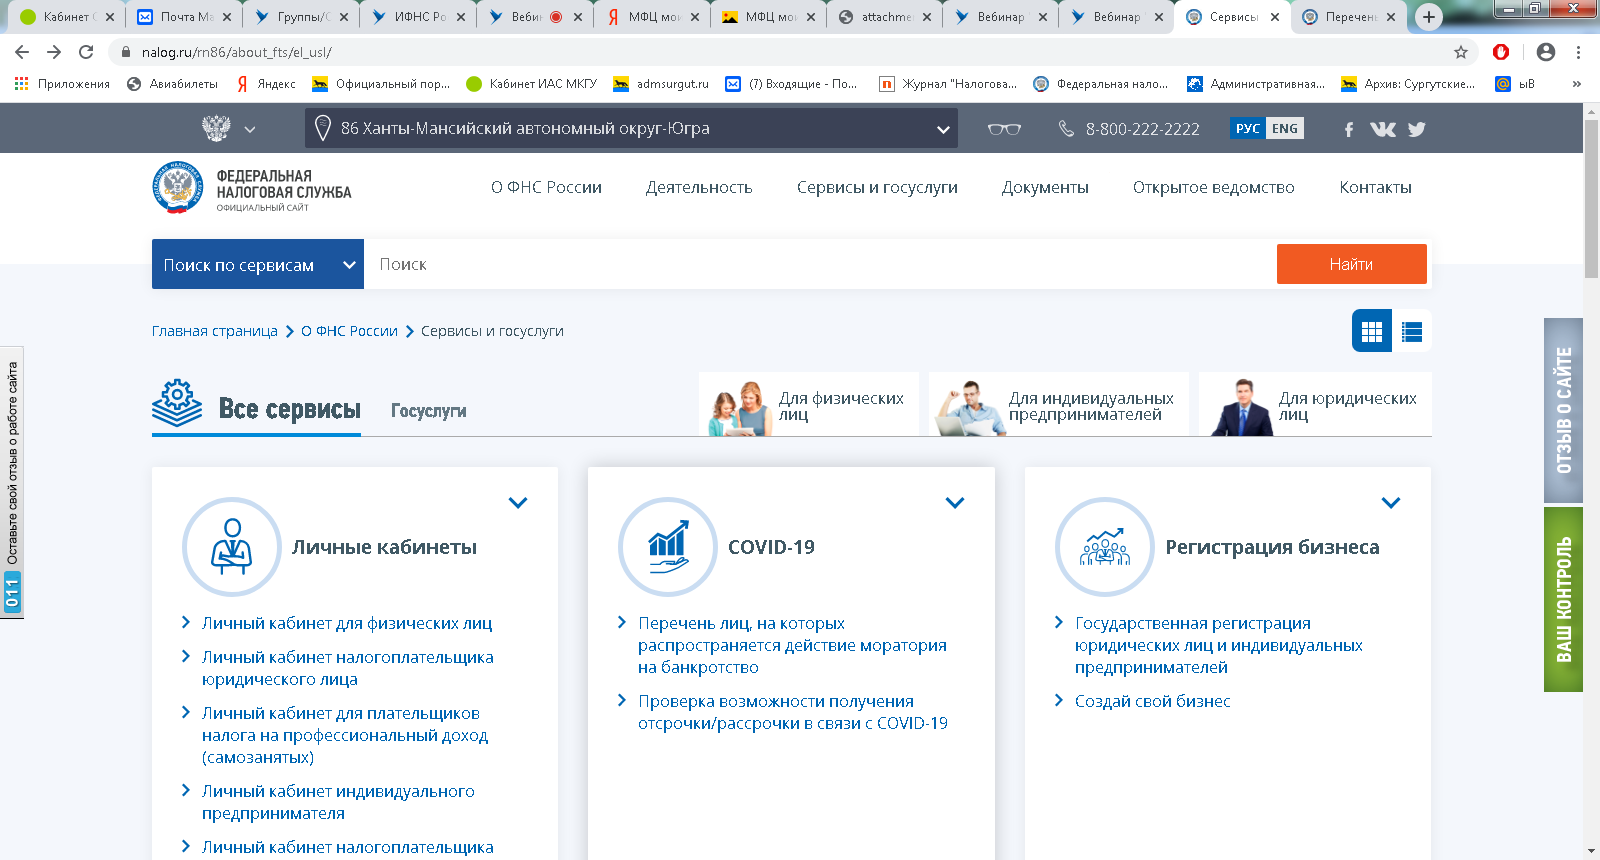 Кабинет С
Почта Ma
Группы/С
ИФНС Ро
Вебин
МФЦ мои
МФЦ мои
attachme
Вебинар
Вебинар
Сервисы
Перечень
nalog.ru/rn86/about_fts/el_usl/
Приложения
Авиабилеты
Яндекс
Официальный пор...
Кабинет ИАС МКГУ
admsurgut.ru
(7) Входящие - По...
Журнал "Налогова...
Федеральная нало...
Административная...
Архив: Сургутские...
ыВ
»
86 Ханты-Мансийский автономный округ-Югра
8-800-222-2222
РУС ENG
ФЕДЕРАЛЬНАЯ
НАЛОГОВАЯ СЛУЖБА
ОФИЦИАЛЬНЫЙ САЙТ
О ФНС России
Деятельность
Сервисы и госуслуги
Документы
Открытое ведомство
Контакты
Поиск по сервисам
Поиск
Найти
Главная страница
О ФНС России
Сервисы и госуслуги
Все сервисы
Госуслуги
Для физических
лиц
Для индивидуальных
предпринимателей
Для юридических
лиц
Личные кабинеты
Личный кабинет для физических лиц
Личный кабинет налогоплательщика
юридического лица
Личный кабинет для плательщиков
налога на профессиональный доход
(самозанятых)
Личный кабинет индивидуального
предпринимателя
Личный кабинет налогоплательщика
COVID-19
Перечень лиц, на которых
распространяется действие моратория
на банкротство
Проверка возможности получения
отсрочки/рассрочки в связи с COVID-19
Регистрация бизнеса
Государственная регистрация
юридических лиц и индивидуальных
предпринимателей
Создай свой бизнес
Оставьте свой отзыв о работе сайта
011
ОТЗЫВ О САЙТЕ
ВАШ КОНТРОЛЬ